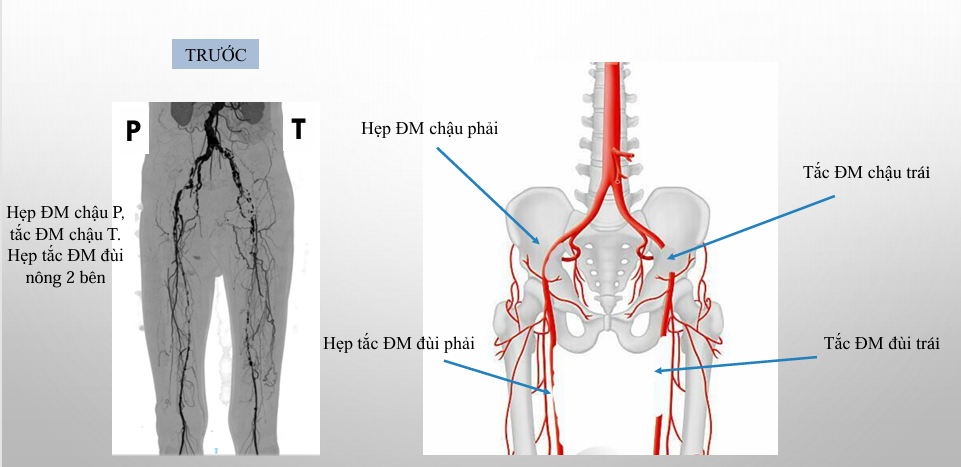 TRƯỚC
P
T
Hẹp ĐM chậu P,
tắc ĐM chậu T.
Hẹp tắc ĐM đùi
nông 2 bên
Hẹp ĐM chậu phải
Tắc ĐM chậu trái
Hẹp tắc ĐM đùi phải
Tắc ĐM đùi trái